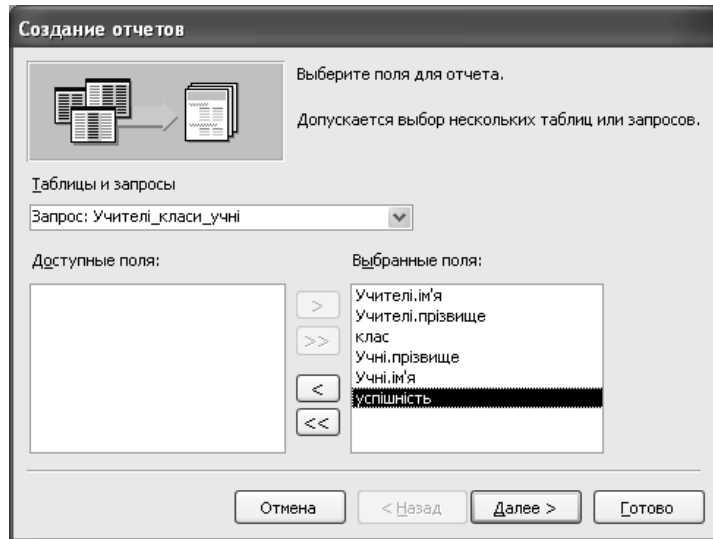 Создание отчетов
Выберите поля для отчета.
Допускается выбор нескольких таблиц или запросов.
Таблицы и запросы
Запрос: Учителі_класи_учні
Доступные поля:
Выбранные поля:
>
>>
<
<<
Учителі.ім'я
Учителі.прізвище
клас
Учні.прізвище
Учні.ім'я
успішність
Отмена
< Назад
Далее >
Готово